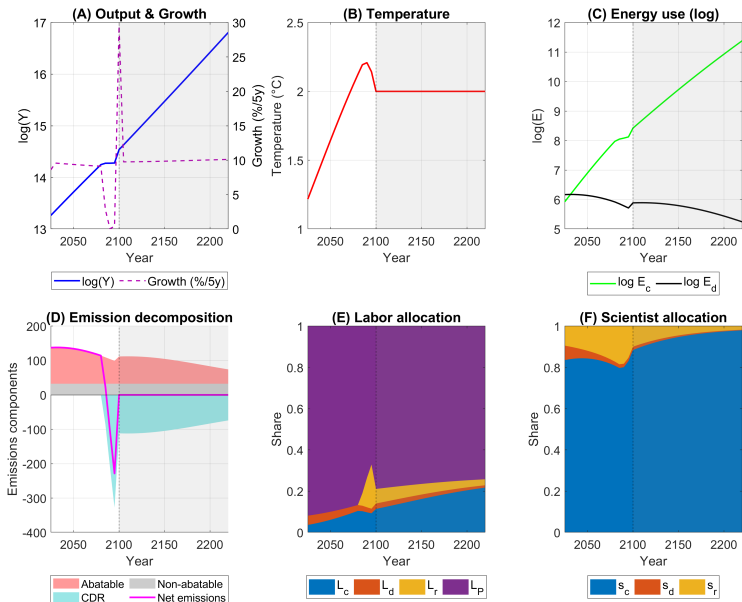 (A) Output & Growth
17
16
15
14
13
log(Y)
30
25
20
15
10
5
0
Growth (%/5y)
2050
2100
2150
2200
Year
log(Y)
Growth (%/5y)
(B) Temperature
2.5
2
1.5
1
Temperature (°C)
2050
2100
2150
2200
Year
(C) Energy use (log)
12
11
10
9
8
7
6
5
log(E)
2050
2100
2150
2200
Year
log E_c
log E_d
(D) Emission decomposition
200
100
0
-100
-200
-300
-400
Emissions components
2050
2100
2150
2200
Year
Abatable
Non-abatable
CDR
Net emissions
(E) Labor allocation
1
0.8
0.6
0.4
0.2
0
Share
2050
2100
2150
2200
Year
L_c
L_d
L_r
L_P
(F) Scientist allocation
1
0.8
0.6
0.4
0.2
0
Share
2050
2100
2150
2200
Year
s_c
s_d
s_r